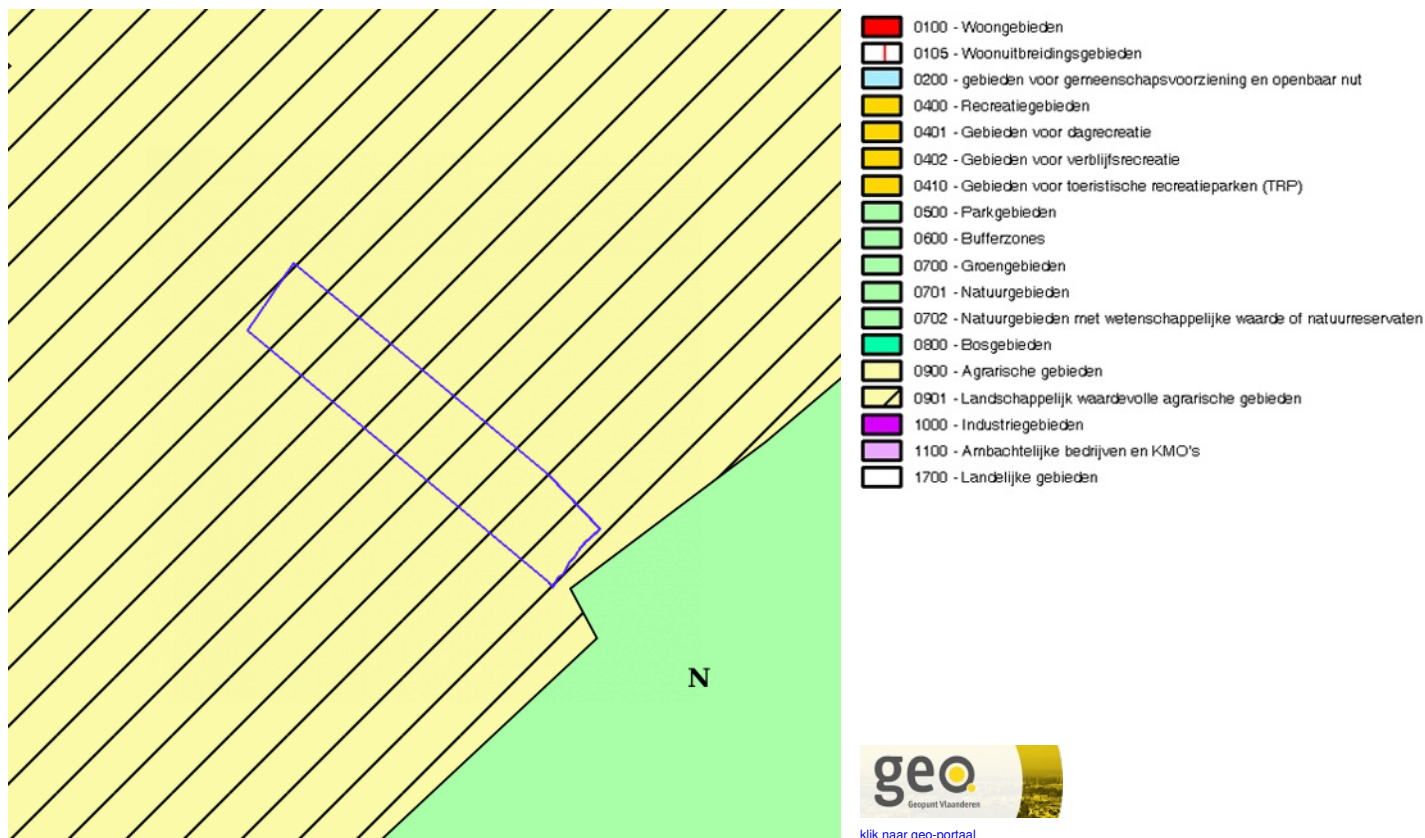 N
0100 - Woongebieden
0105 - Woonuitbreidingsgebieden
0200 - gebieden voor gemeenschapsvoorziening en openbaar nut
0400 - Recreatiegebieden
0401 - Gebieden voor dagrecreatie
0402 - Gebieden voor verblijfsrecreatie
0410 - Gebieden voor toeristische recreatieparken (TRP)
0500 - Parkgebieden
0600 - Bufferzones
0700 - Groengebieden
0701 - Natuurgebieden
0702 - Natuurgebieden met wetenschappelijke waarde of natuurreservaten
0800 - Bosgebieden
0900 - Agrarische gebieden
0901 - Landschappelijk waardevolle agrarische gebieden
1000 - Industriegebieden
1100 - Ambachtelijke bedrijven en KMO's
1700 - Landelijke gebieden
geo
Geopunt Vlaanderen
klik naar geo-portaal